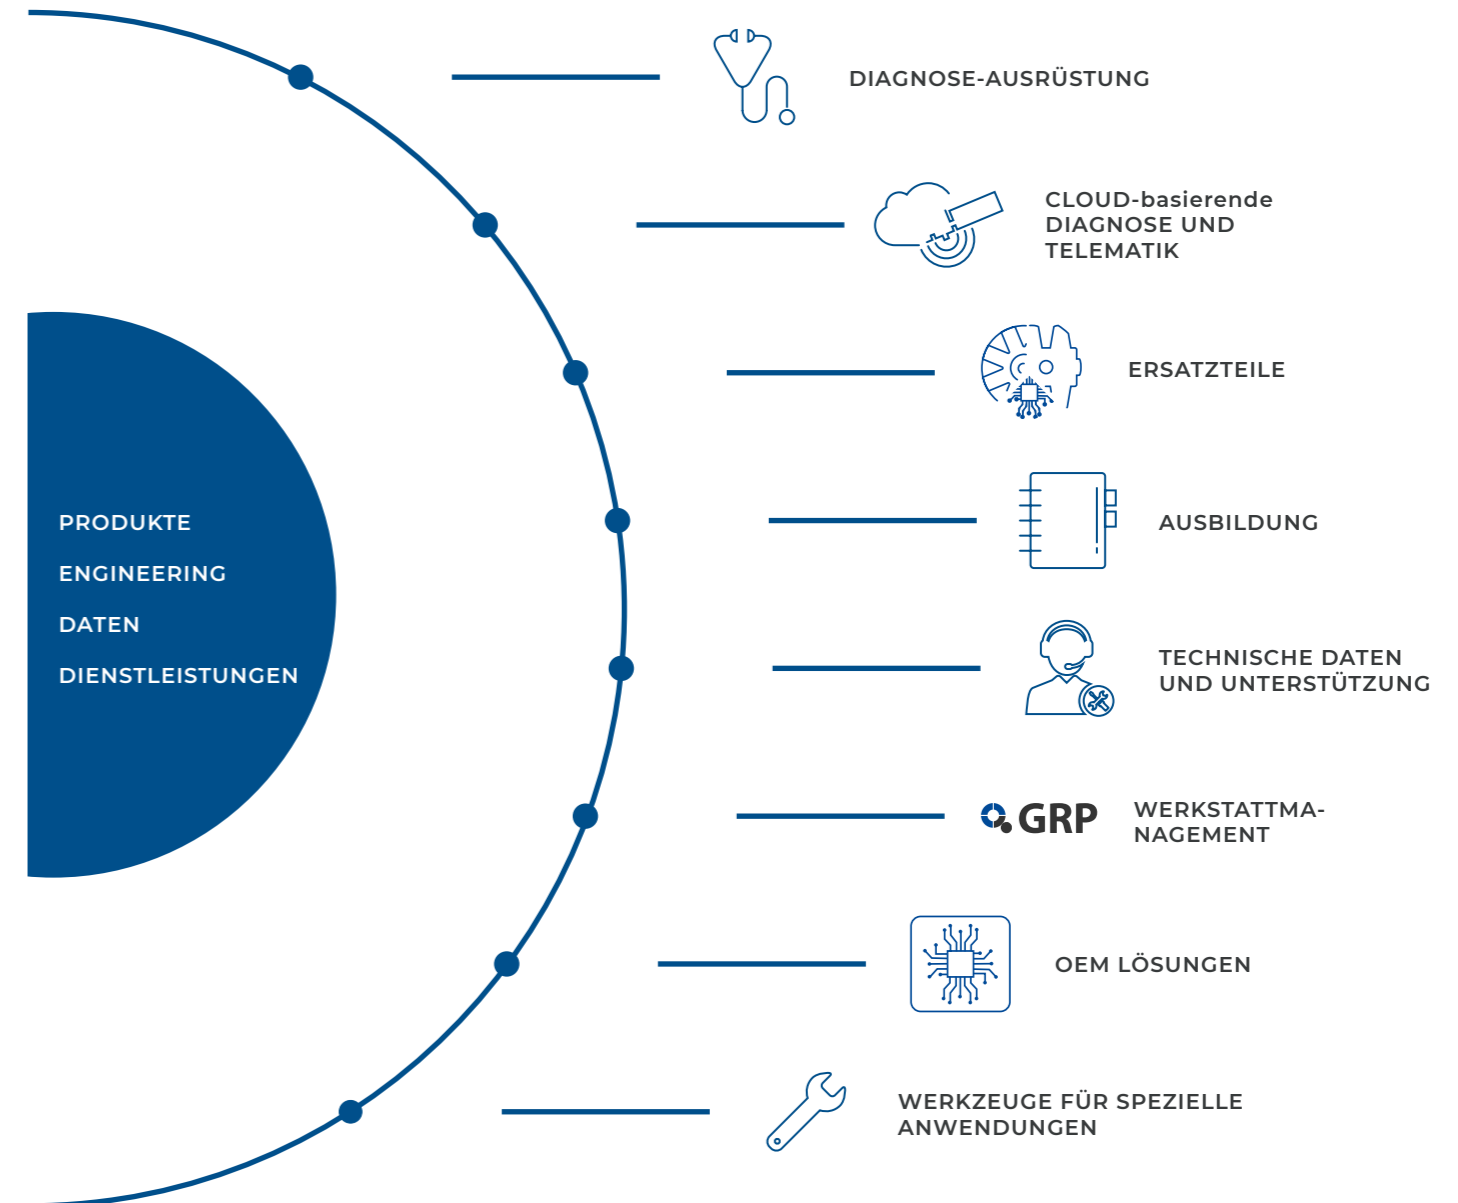 DIAGNOSE-AUSRÜSTUNG
CLOUD-basierende
DIAGNOSE UND
TELEMATIK
ERSATZTEILE
PRODUKTE
ENGINEERING
DATEN
DIENSTLEISTUNGEN
AUSBILDUNG
TECHNISCHE DATEN
UND UNTERSTÜTZUNG
GRP
WERKSTATTMA-
NAGEMENT
OEM LÖSUNGEN
WERKZEUGE FÜR SPEZIELLE
ANWENDUNGEN